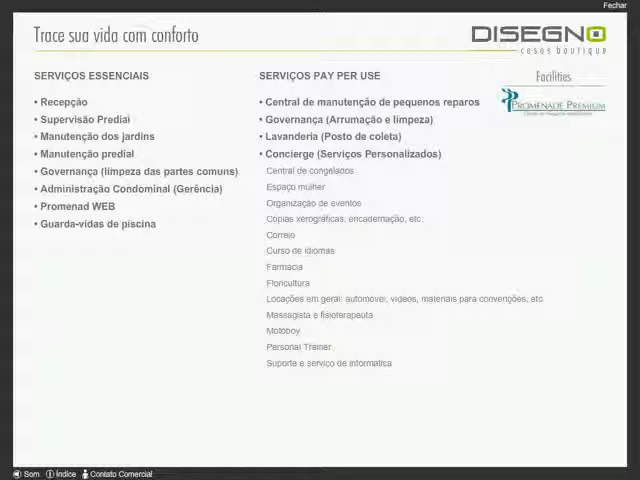 Fechar
Trace sua vida com conforto
DISEGNO
casas boutique
SERVIÇOS ESSENCIAIS
• Recepção
• Supervisão Predial
• Manutenção dos jardins
• Manutenção predial
• Governança (limpeza das partes comuns)
• Administração Condominal (Gerência)
• Promenad WEB
• Guarda-vidas de piscina
SERVIÇOS PAY PER USE
• Central de manutenção de pequenos reparos
• Governança (Arrumação e limpeza)
• Lavanderia (Posto de coleta)
• Concierge (Serviços Personalizados)
Central de congelados
Espaço mulher
Organização de eventos
Cópias xerográficas, encadernação, etc
Correio
Curso de idiomas
Farmácia
Floricultura
Locações em geral: automóvel, vídeos, materiais para convenções, etc
Massagista e fisioterapeuta
Motoboy
Personal Trainer
Suporte e serviço de informática
Facilities
PROMENADE PREMIUM
Som
Índice
Contato Comercial